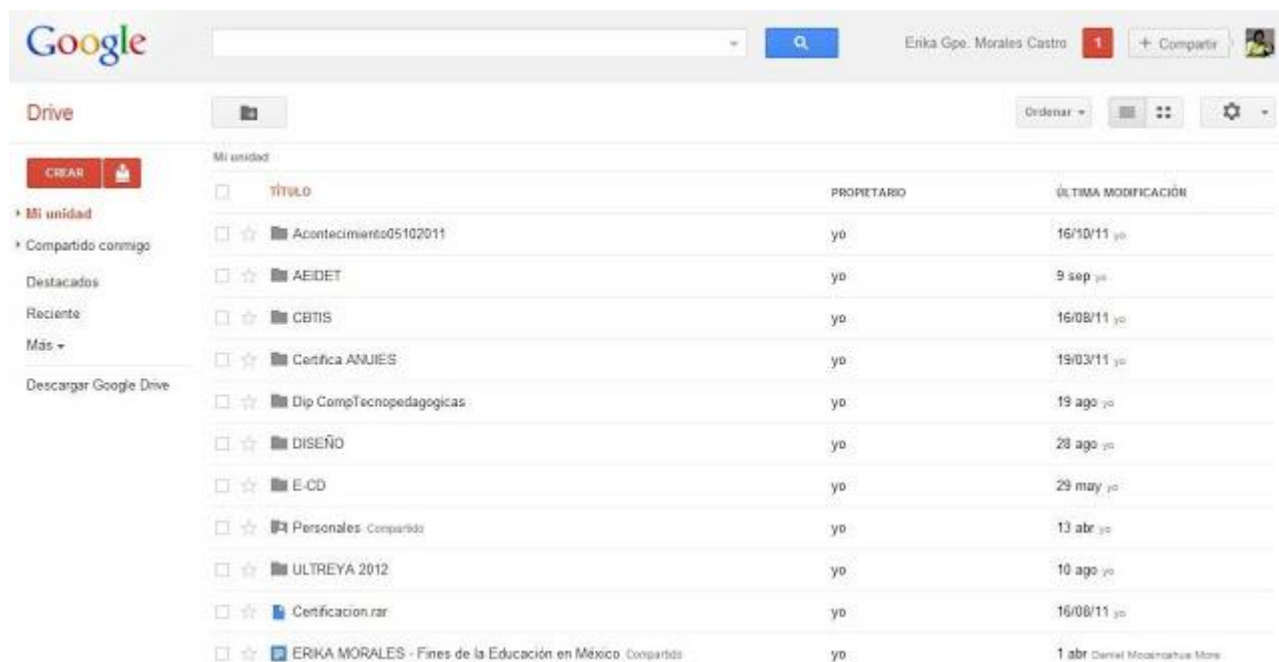 Google
Erika Gpe. Morales Castro 1 + Compartir
Drive
Ordenar
CREAR
Mi unidad
Compartido conmigo
Destacados
Reciente
Más
Descargar Google Drive
Mi unidad
TÍTULO PROPIETARIO ÚLTIMA MODIFICACIÓN
Acontecimiento05102011 yo 16/10/11 yo
AEIDET yo 9 sep yo
CBTIS yo 16/08/11 yo
Certifica ANUIES yo 19/03/11 yo
Dip CompTecnopedagogicas yo 19 ago yo
DISEÑO yo 28 ago yo
E-CD yo 29 may yo
Personales Compartido yo 13 abr yo
ULTREYA 2012 yo 10 ago yo
Certificacion.rar yo 16/08/11 yo
ERIKA MORALES - Fines de la Educación en México Compartido yo 1 abr Daniel